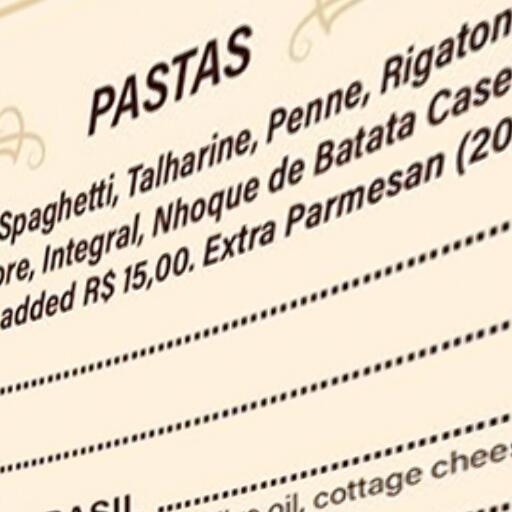 PASTAS
Spaghetti, Talharine, Penne, Rigaton
ore, Integral, Nhoque de Batata Case
added R$ 15,00. Extra Parmesan (20
oil, cottage chee